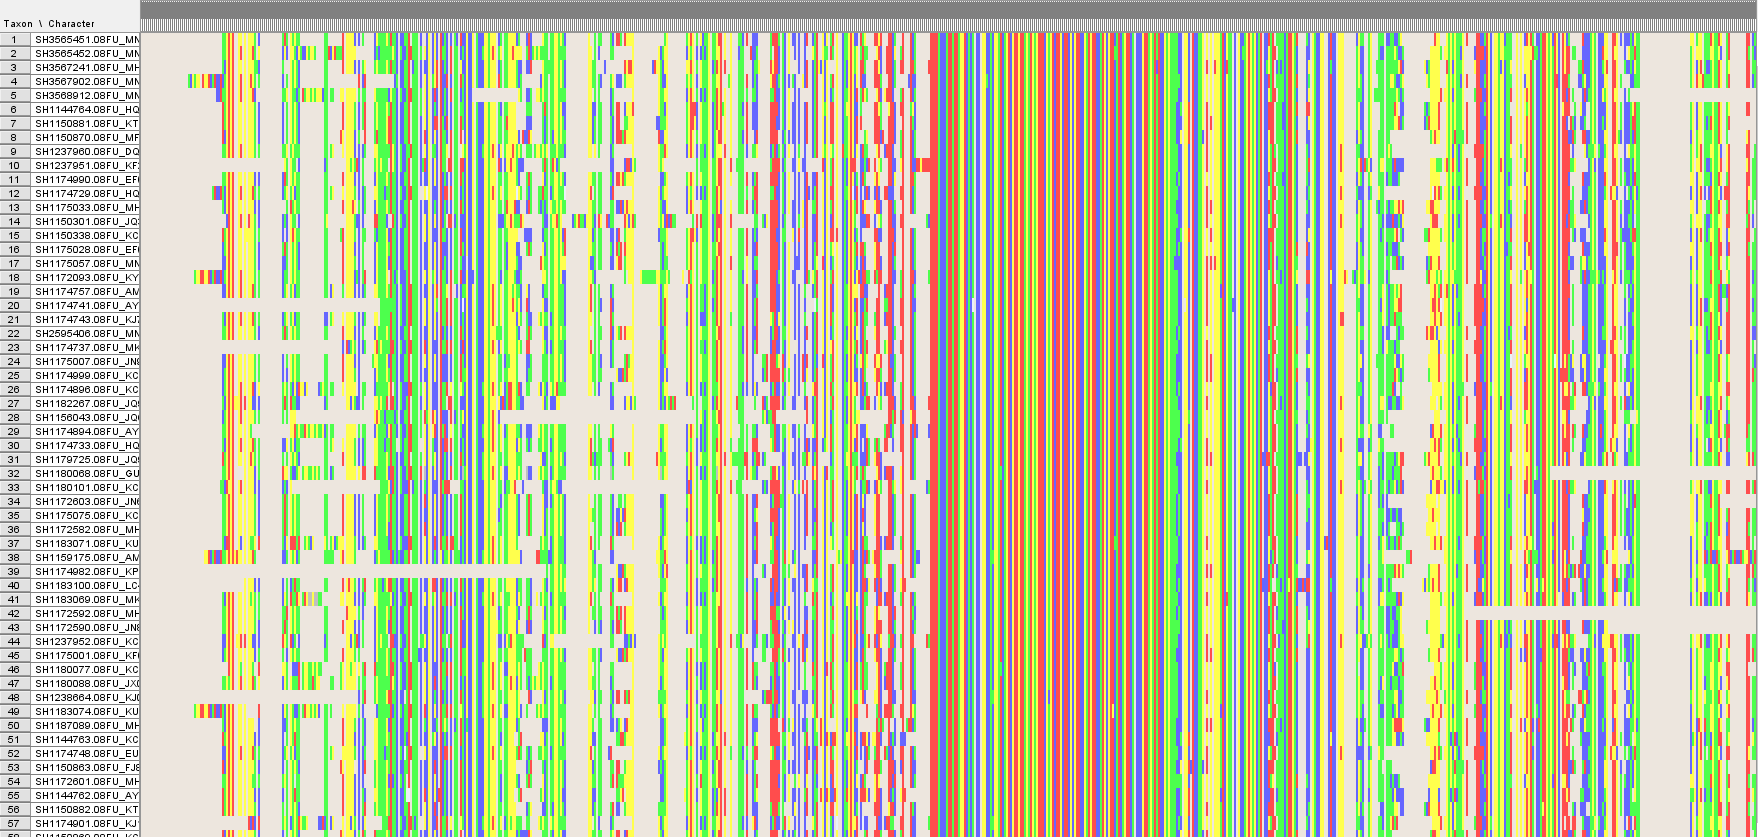 Taxon \ Character
1 SH3565451.08FU_MN
2 SH3565452.08FU_MN
3 SH3567241.08FU_MH
4 SH3567902.08FU_MN
5 SH3568912.08FU_MN
6 SH1144764.08FU_HQ
7 SH1150881.08FU_KT
8 SH1150870.08FU_MF
9 SH1237960.08FU_DQ
10 SH1237951.08FU_KF
11 SH1174990.08FU_EF
12 SH1174729.08FU_HQ
13 SH1175033.08FU_MH
14 SH1150301.08FU_JQ
15 SH1150338.08FU_KC
16 SH1175028.08FU_EF
17 SH1175057.08FU_MN
18 SH1172093.08FU_KY
19 SH1174757.08FU_AM
20 SH1174741.08FU_AY
21 SH1174743.08FU_KJ
22 SH2595406.08FU_MN
23 SH1174737.08FU_MK
24 SH1175007.08FU_JN
25 SH1174999.08FU_KC
26 SH1174896.08FU_KC
27 SH1182267.08FU_JQ
28 SH1156043.08FU_JQ
29 SH1174894.08FU_AY
30 SH1174733.08FU_HQ
31 SH1179725.08FU_JQ
32 SH1180068.08FU_GU
33 SH1180101.08FU_KC
34 SH1172603.08FU_JN
35 SH1175075.08FU_KC
36 SH1172582.08FU_MH
37 SH1183071.08FU_KU
38 SH1159175.08FU_AM
39 SH1174982.08FU_KP
40 SH1183100.08FU_LC
41 SH1183069.08FU_MK
42 SH1172592.08FU_MH
43 SH1172590.08FU_JN
44 SH1237952.08FU_KC
45 SH1175001.08FU_KF
46 SH1180077.08FU_KC
47 SH1180088.08FU_JX
48 SH1238664.08FU_KJ
49 SH1183074.08FU_KU
50 SH1187089.08FU_MH
51 SH1144763.08FU_KC
52 SH1174748.08FU_EU
53 SH1150863.08FU_FJ
54 SH1172601.08FU_MH
55 SH1144762.08FU_AY
56 SH1150882.08FU_KT
57 SH1174901.08FU_KJ